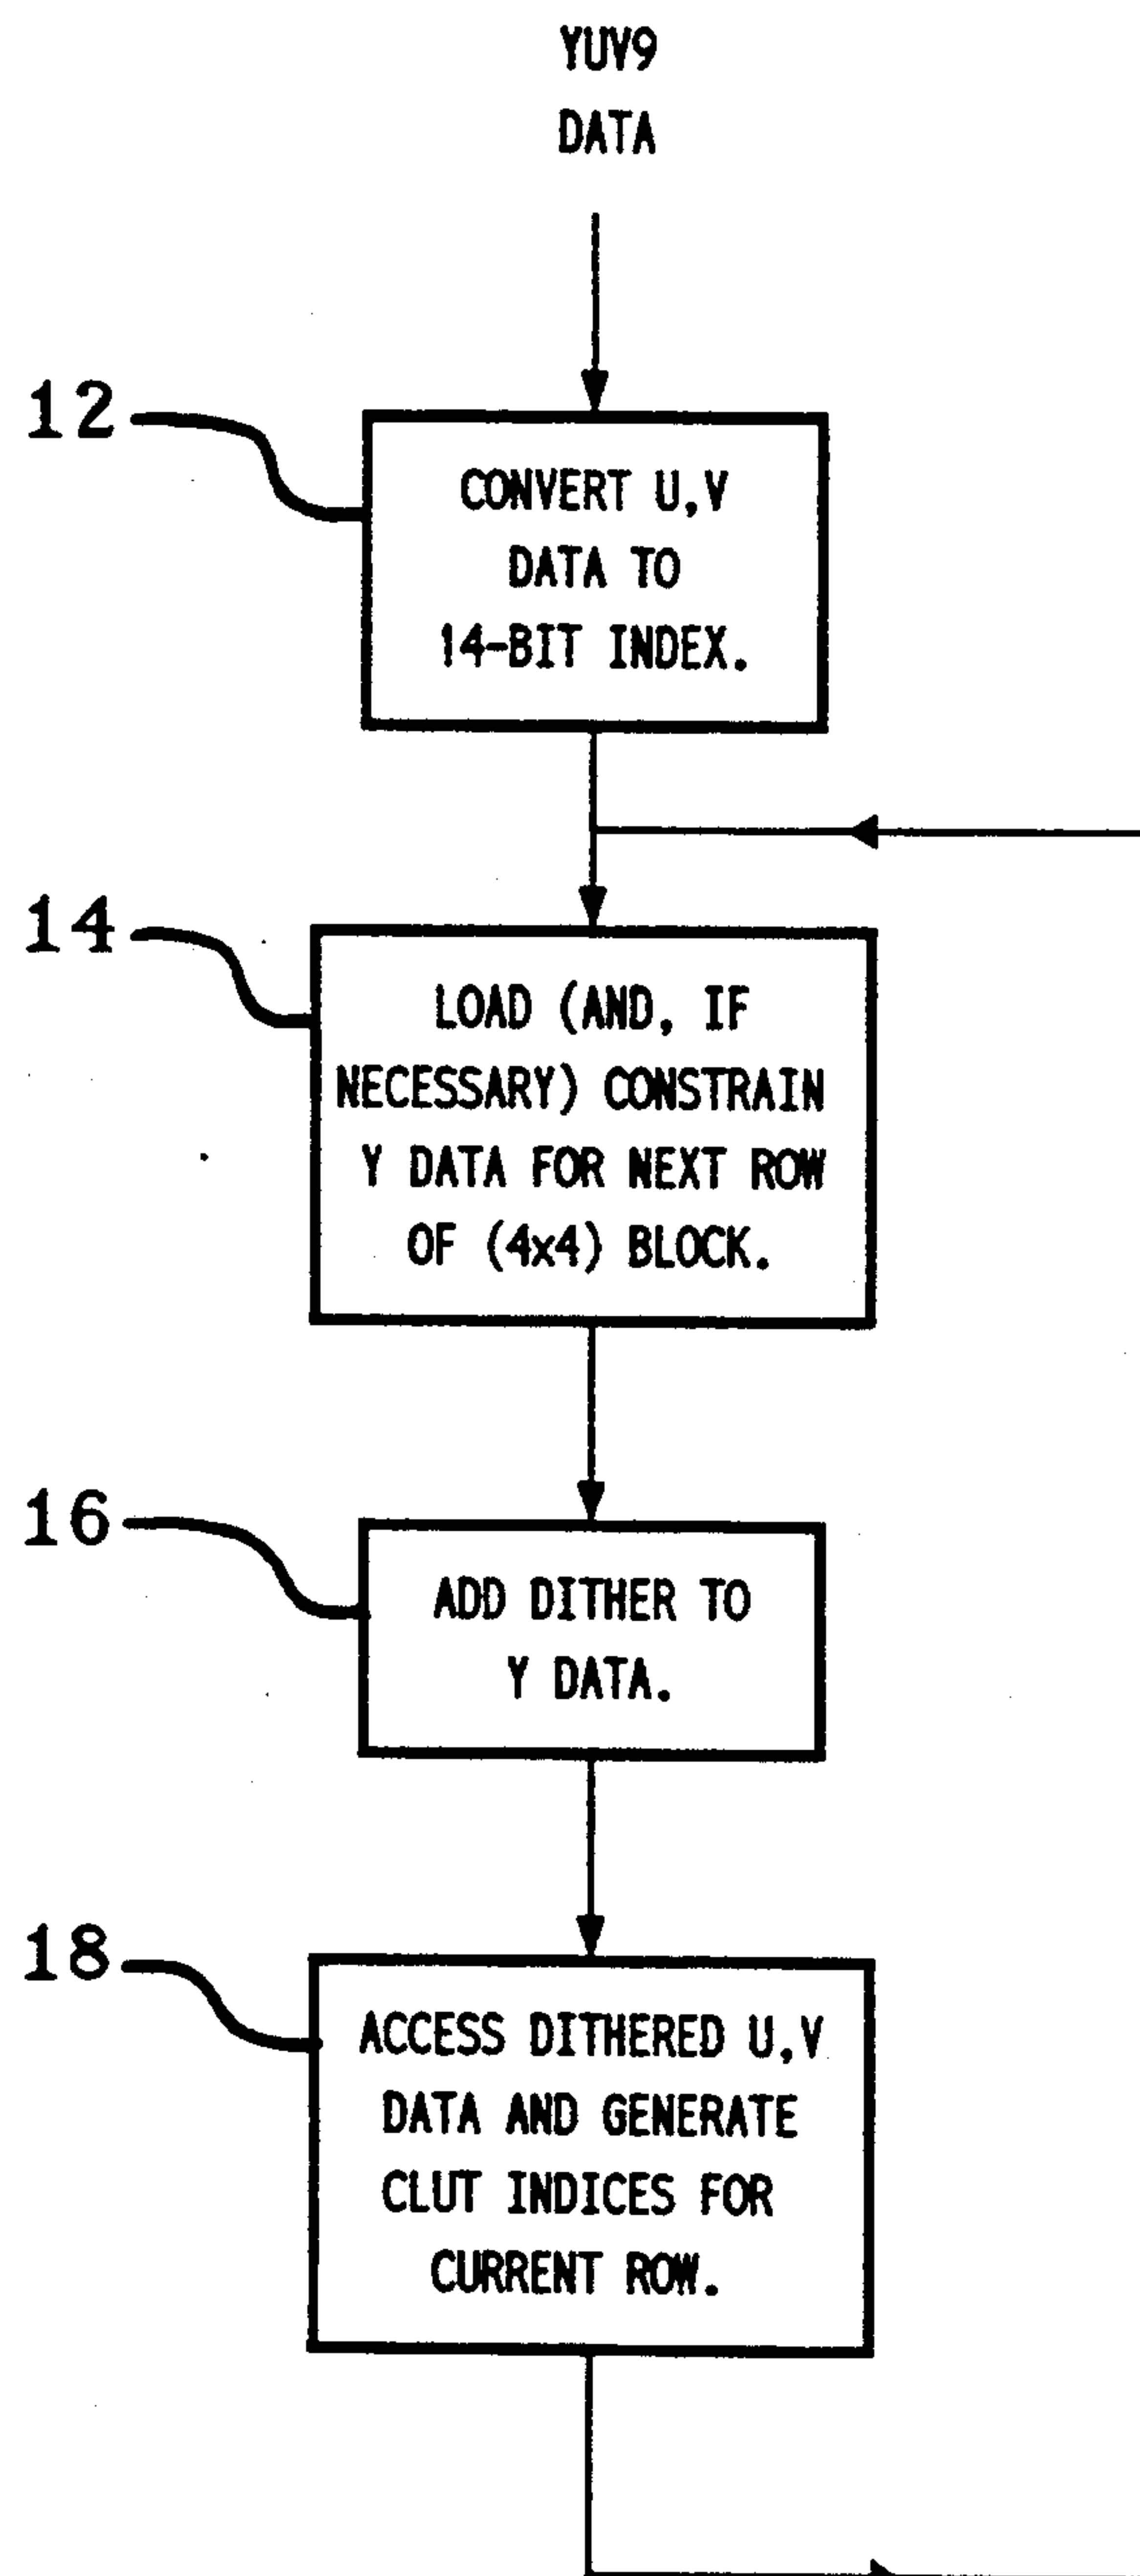 YUV9
DATA
12
CONVERT U,V
DATA TO
14-BIT INDEX.
14
LOAD (AND, IF
NECESSARY) CONSTRAIN
Y DATA FOR NEXT ROW
OF (4x4) BLOCK.
16
ADD DITHER TO
Y DATA.
18
ACCESS DITHERED U,V
DATA AND GENERATE
CLUT INDICES FOR
CURRENT ROW.